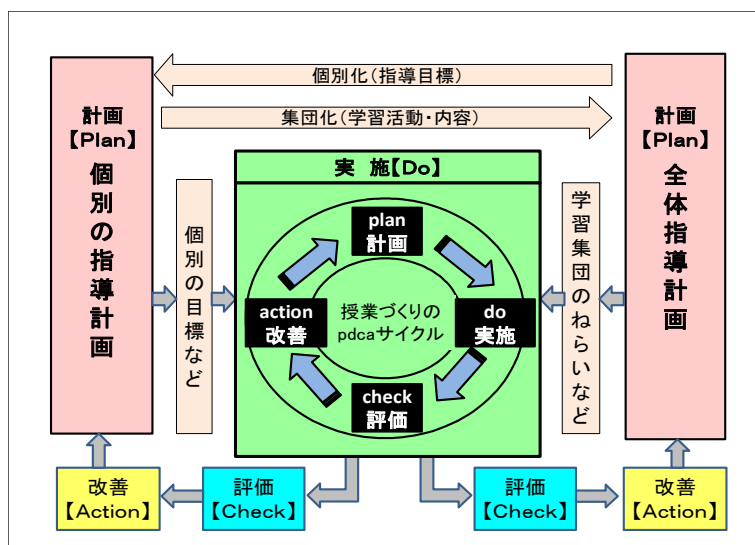 個別化(指導目標)
集団化(学習活動・内容)
計画
【Plan】
個別の指導計画
個別の目標など
実 施【Do】
plan
計画
do
実施
check
評価
action
改善
授業づくりの
pdcaサイクル
学習集団のねらいなど
計画
【Plan】
全体指導計画
改善
【Action】
評価
【Check】
評価
【Check】
改善
【Action】